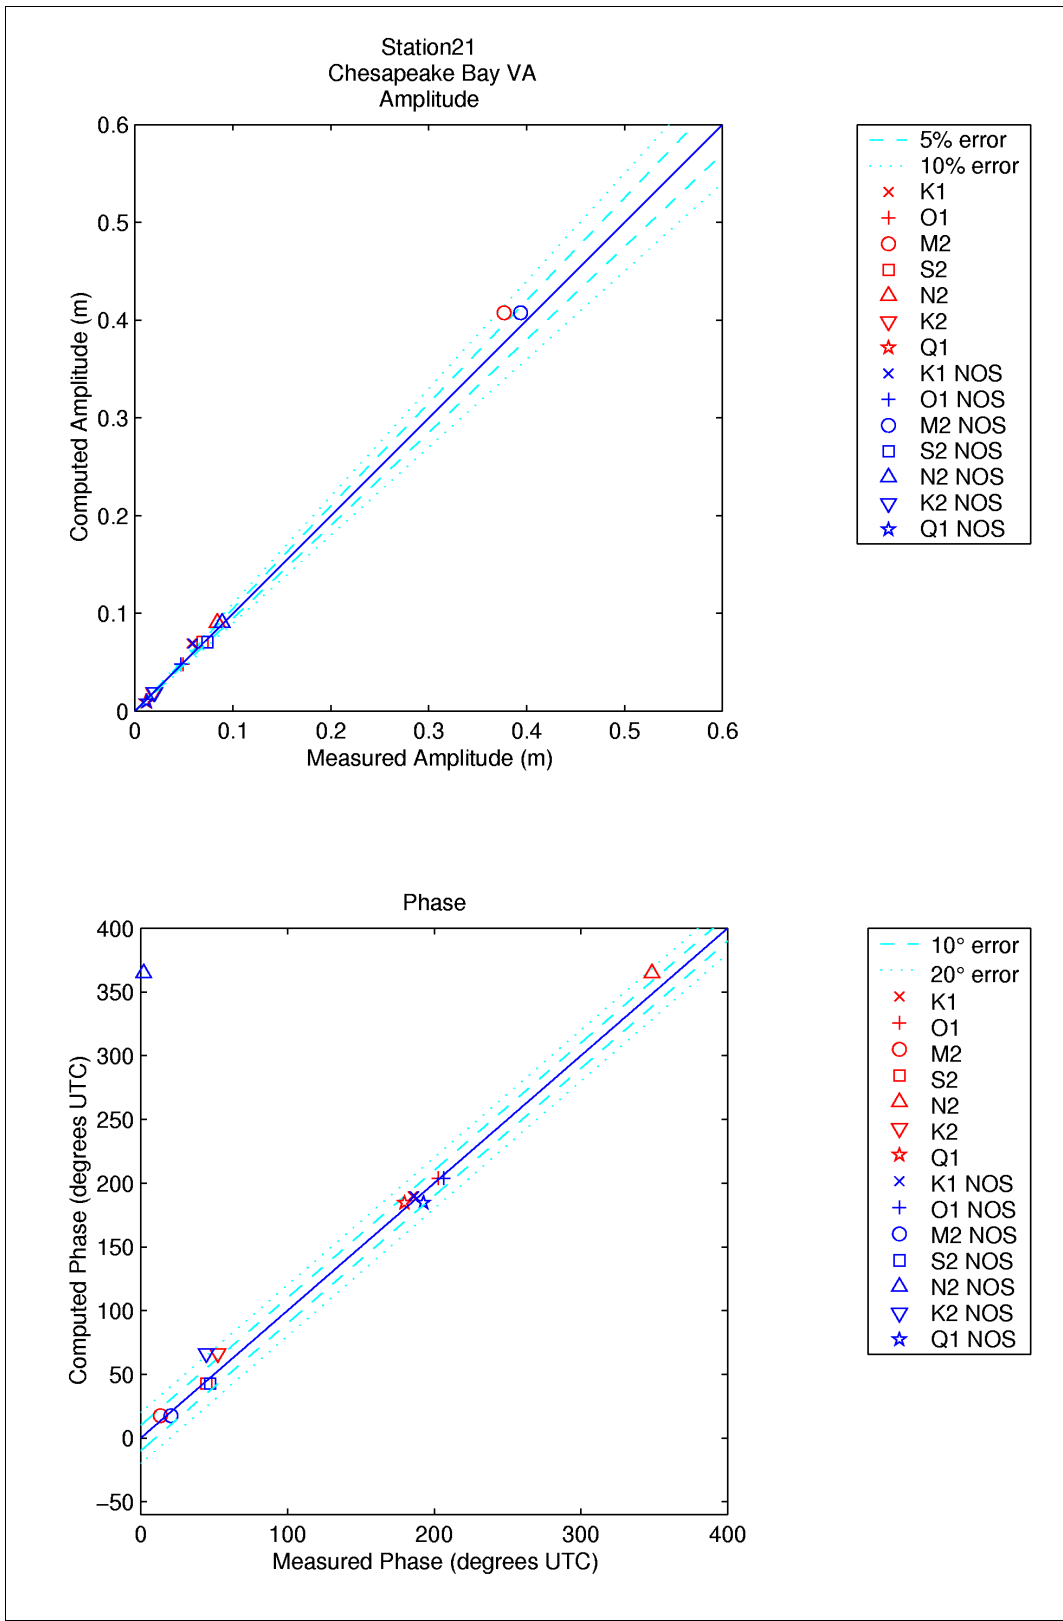 Station21
Chesapeake Bay VA
Amplitude
0.6
0.5
0.4
0.3
0.2
0.1
0
0 0.1 0.2 0.3 0.4 0.5 0.6
Computed Amplitude (m)
Measured Amplitude (m)
5% error
10% error
K1
O1
M2
S2
N2
K2
Q1
K1 NOS
O1 NOS
M2 NOS
S2 NOS
N2 NOS
K2 NOS
Q1 NOS
Phase
400
350
300
250
200
150
100
50
0
−50
0 100 200 300 400
Computed Phase (degrees UTC)
Measured Phase (degrees UTC)
10° error
20° error
K1
O1
M2
S2
N2
K2
Q1
K1 NOS
O1 NOS
M2 NOS
S2 NOS
N2 NOS
K2 NOS
Q1 NOS